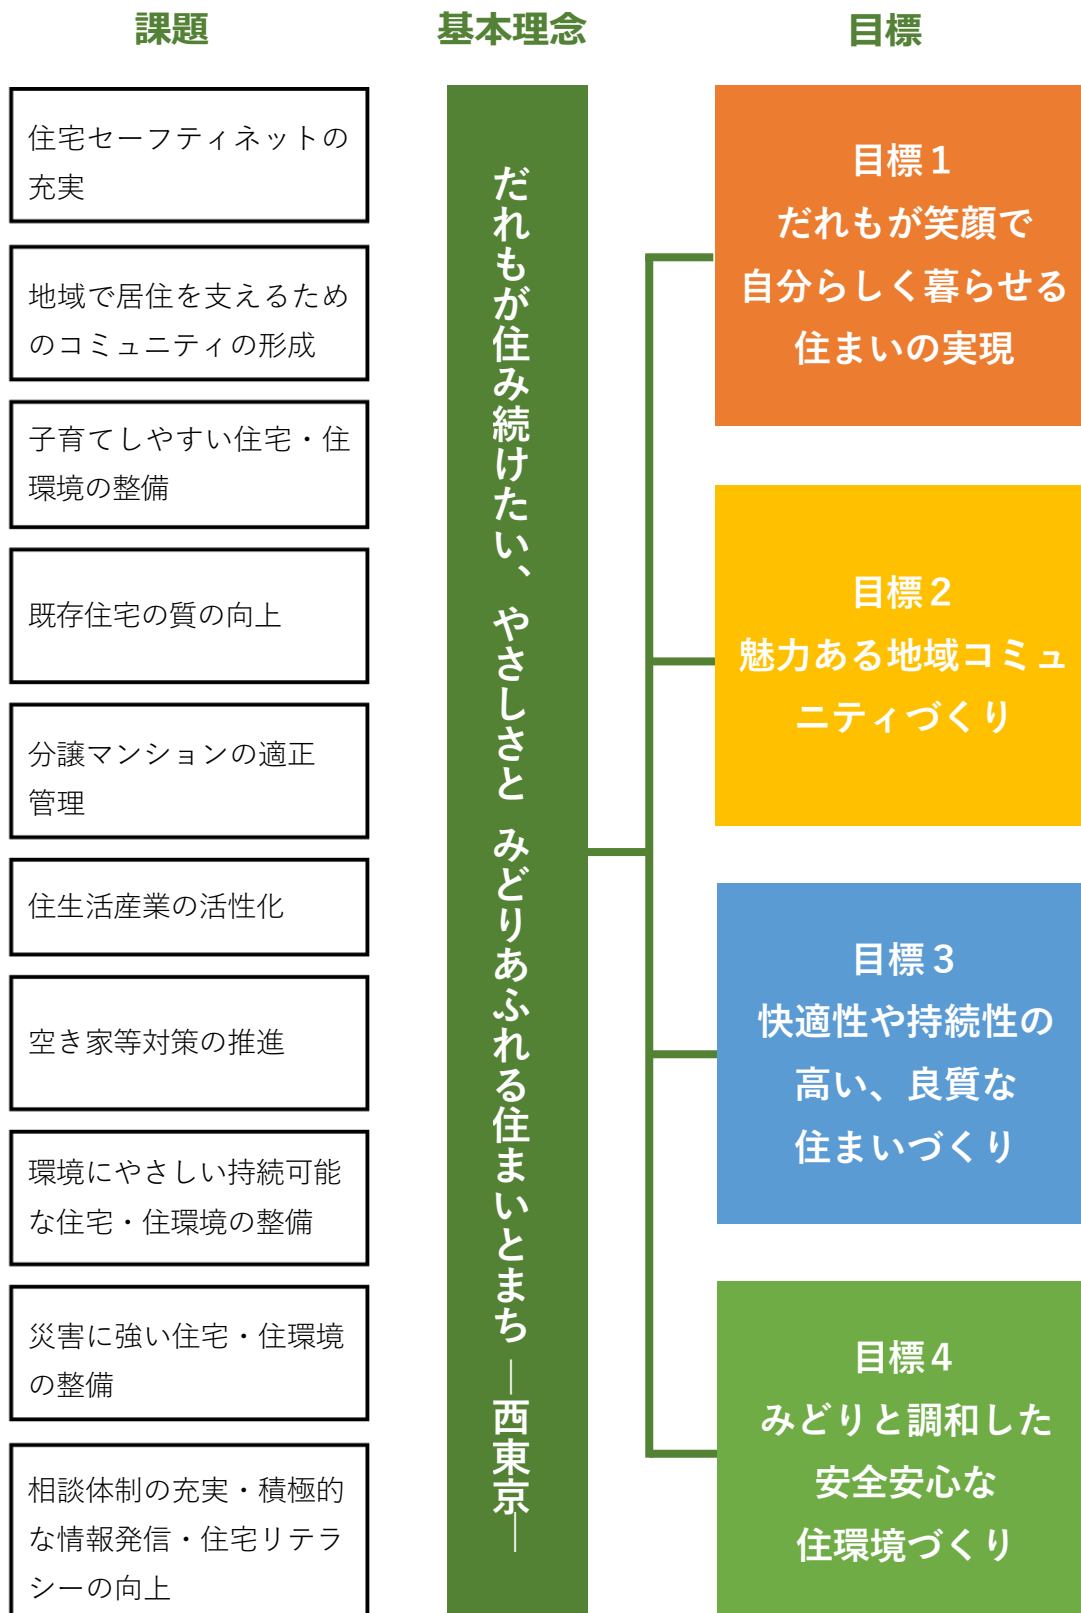 課題
住宅セーフティネットの
充実
地域で居住を支えるため
のコミュニティの形成
子育てしやすい住宅・住
環境の整備
既存住宅の質の向上
分譲マンションの適正
管理
住生活産業の活性化
空き家等対策の推進
環境にやさしい持続可能
な住宅・住環境の整備
災害に強い住宅・住環境
の整備
相談体制の充実・積極的
な情報発信・住宅リテラ
シーの向上
基本理念
だれもが住み続けたい、やさしさと みどりあふれる住まいとまち ―西東京―
目標
目標１
だれもが笑顔で
自分らしく暮らせる
住まいの実現
目標２
魅力ある地域コミュ
ニティづくり
目標３
快適性や持続性の
高い、良質な
住まいづくり
目標４
みどりと調和した
安全安心な
住環境づくり